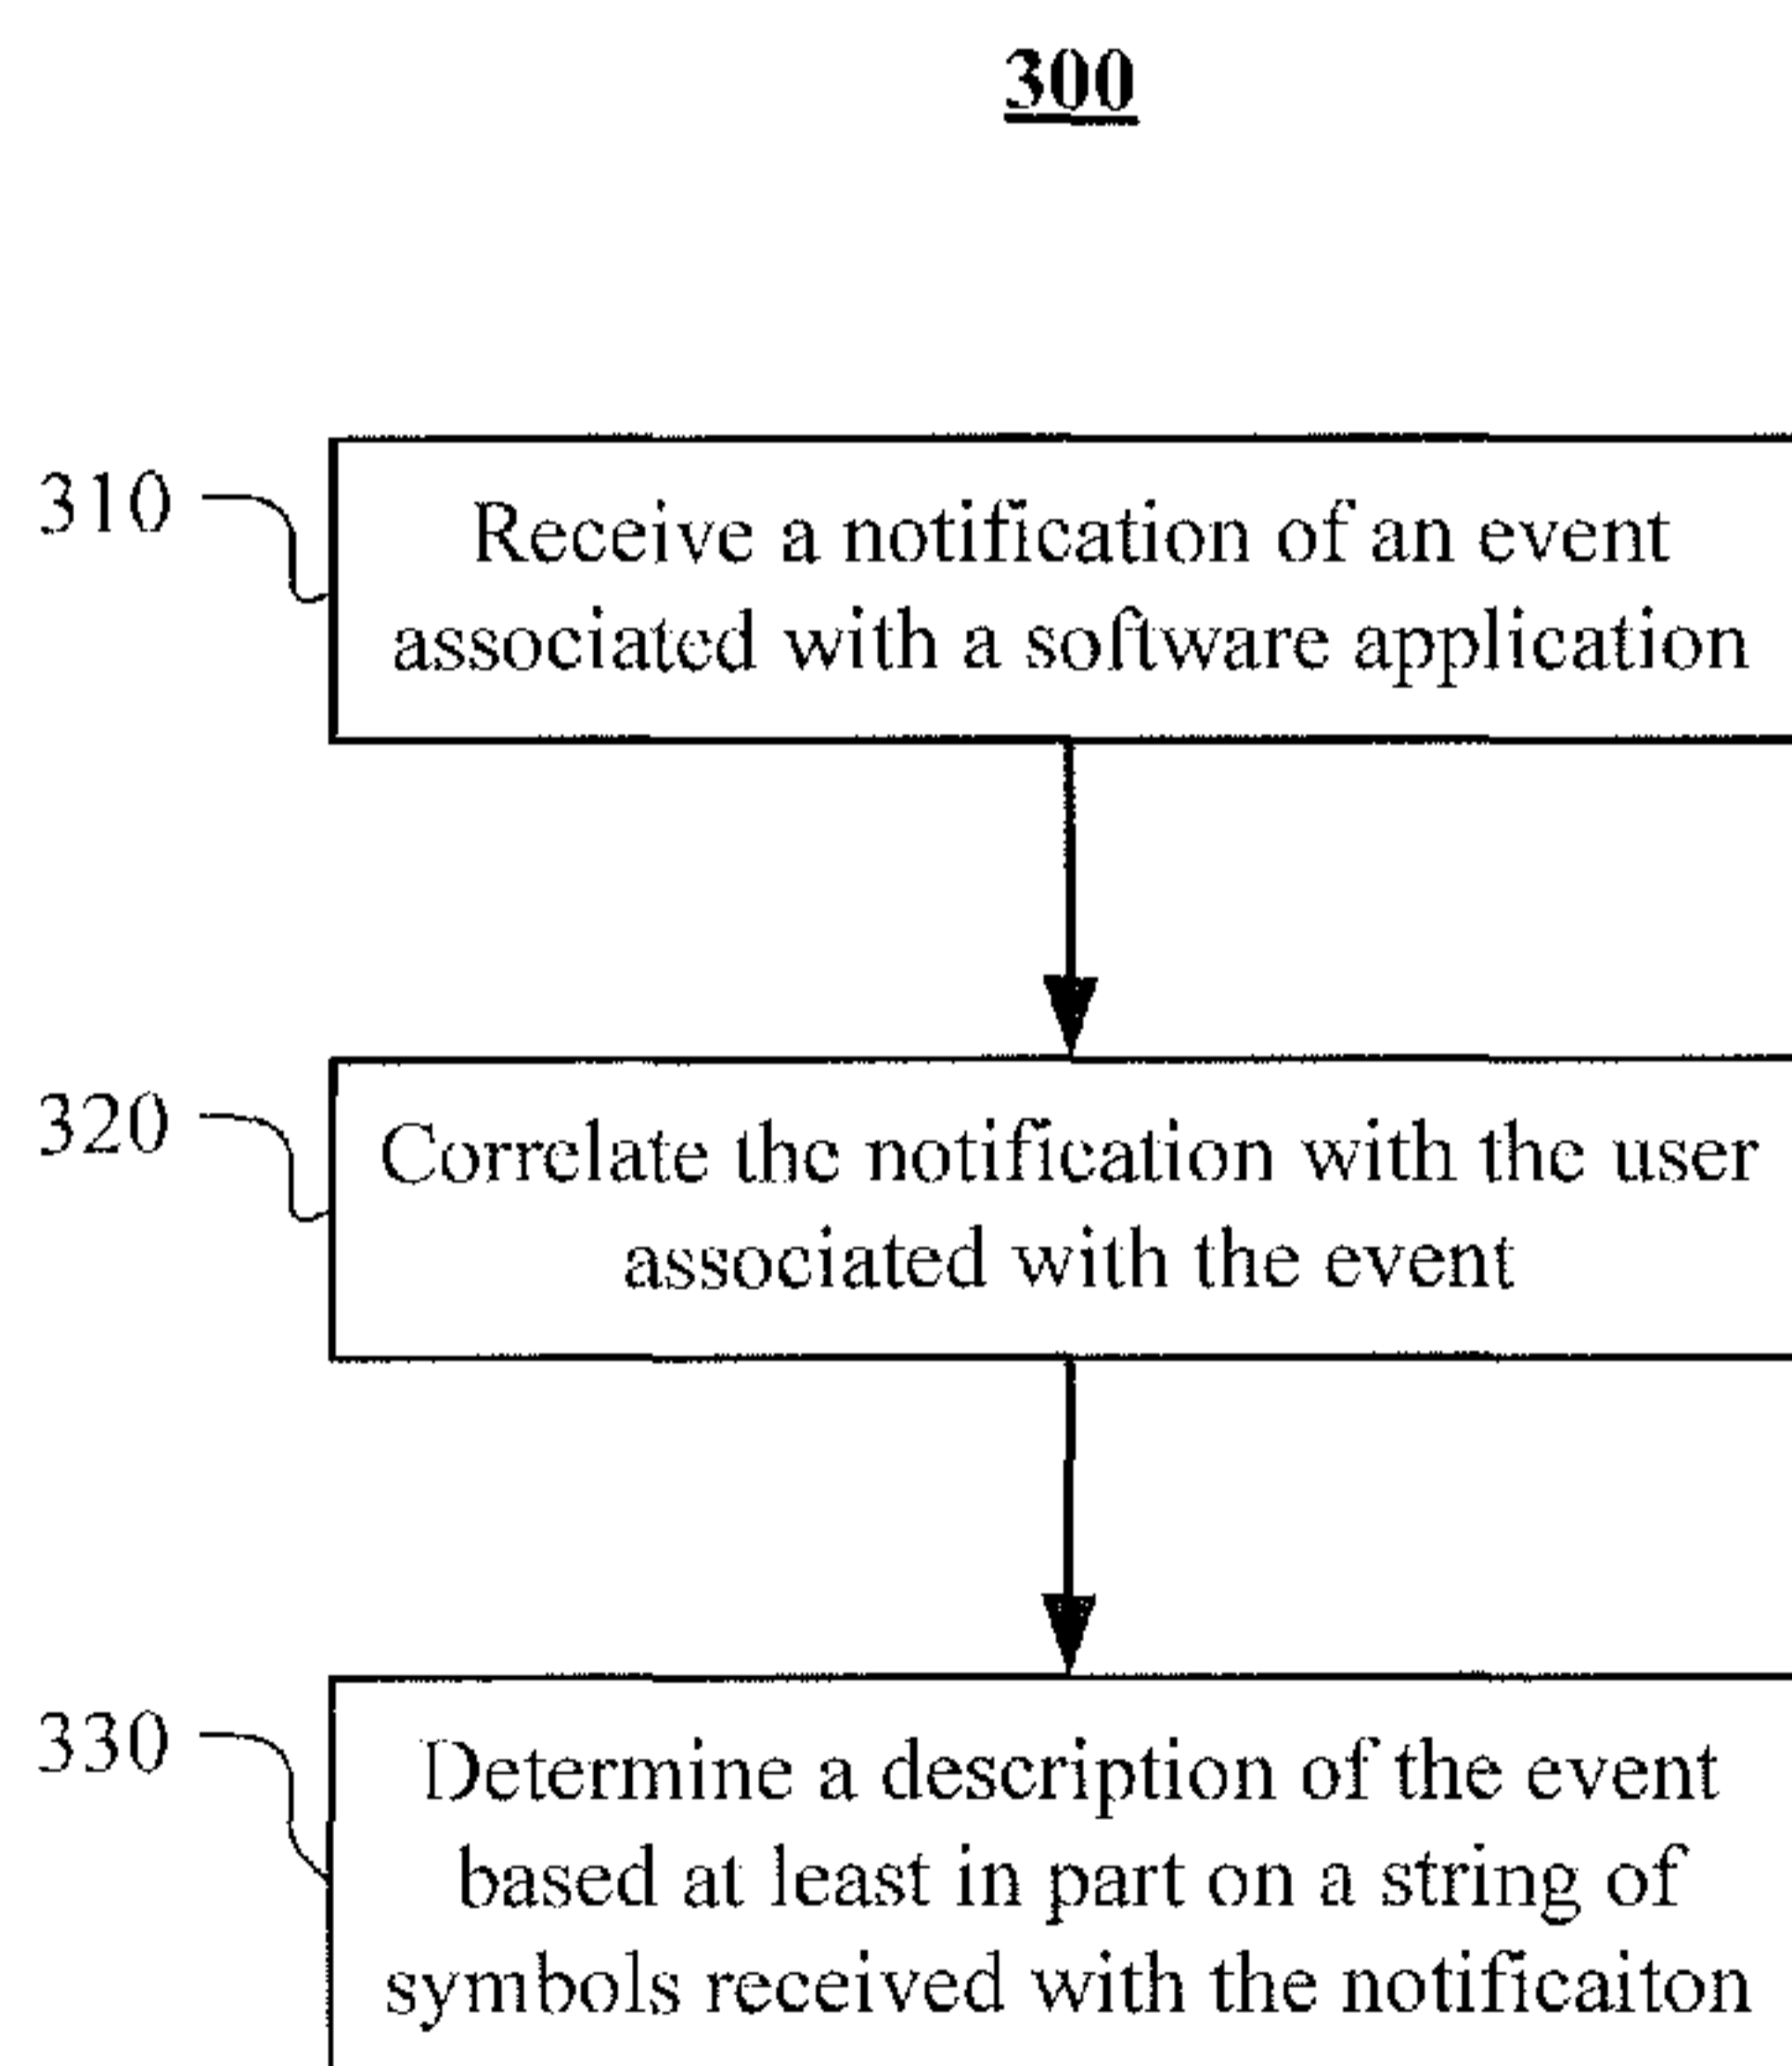 300
310
Receive a notification of an event
associated with a software application
320
Correlate the notification with the user
associated with the event
330
Determine a description of the event
based at least in part on a string of
symbols received with the notificaiton